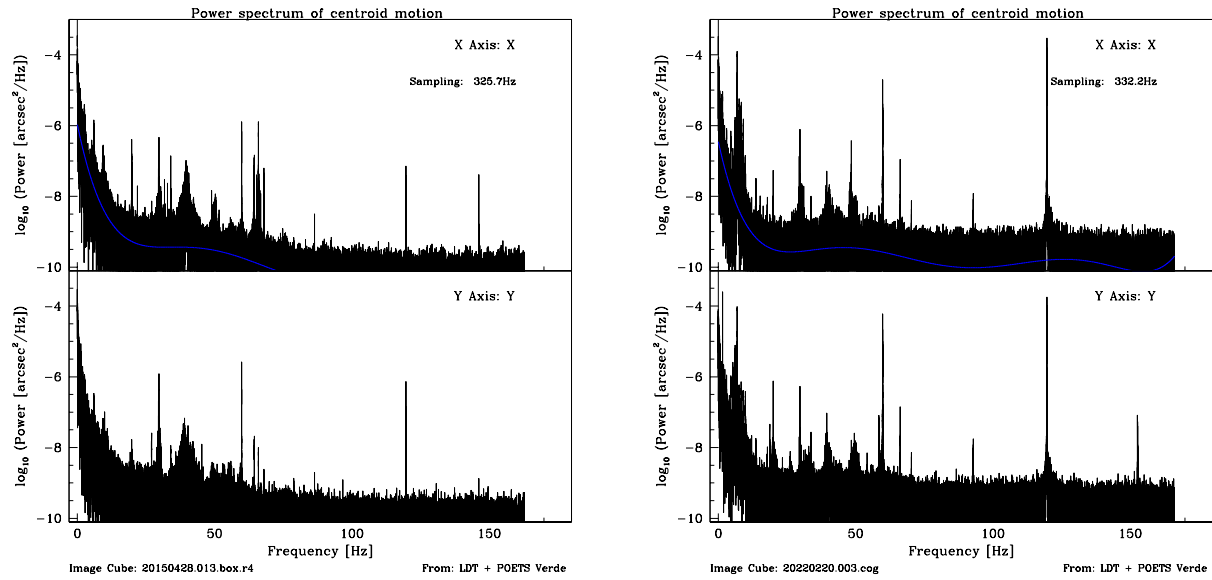 Power spectrum of centroid motion
X Axis: X
Sampling: 325.7Hz
log10 (Power [arcsec2/Hz])
-4
-6
-8
-10
Y Axis: Y
log10 (Power [arcsec2/Hz])
-4
-6
-8
-10
0 50 100 150
Frequency [Hz]
Image Cube: 20150428.013.box.r4 From: LDT + POETS Verde
Power spectrum of centroid motion
X Axis: X
Sampling: 332.2Hz
log10 (Power [arcsec2/Hz])
-4
-6
-8
-10
Y Axis: Y
log10 (Power [arcsec2/Hz])
-4
-6
-8
-10
0 50 100 150
Frequency [Hz]
Image Cube: 20220220.003.cog From: LDT + POETS Verde